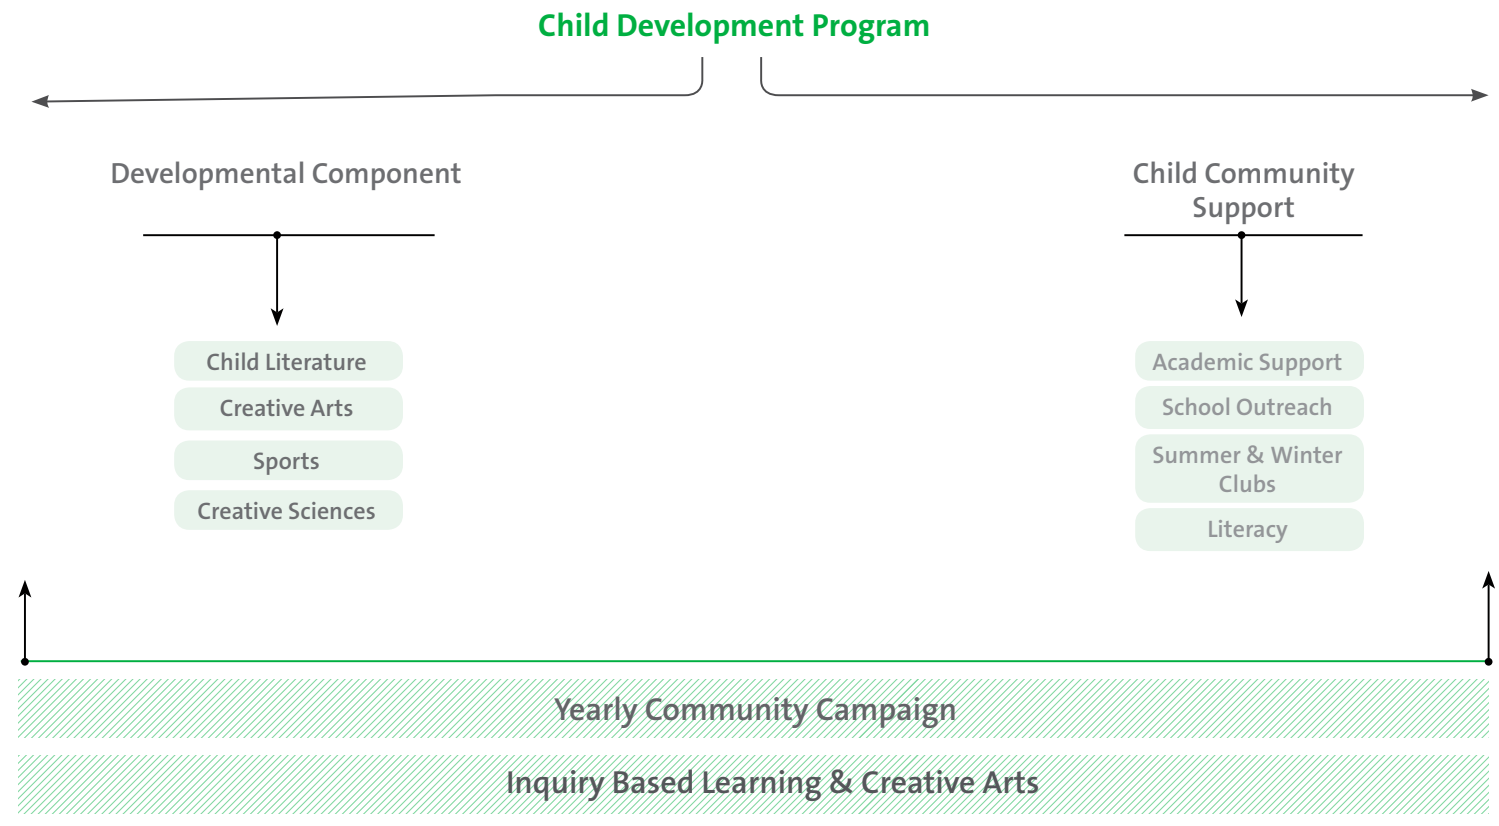 Child Development Program
Developmental Component
Child Community
Support
Child Literature
Creative Arts
Sports
Creative Sciences
Academic Support
School Outreach
Summer & Winter
Clubs
Literacy
Yearly Community Campaign
Inquiry Based Learning & Creative Arts